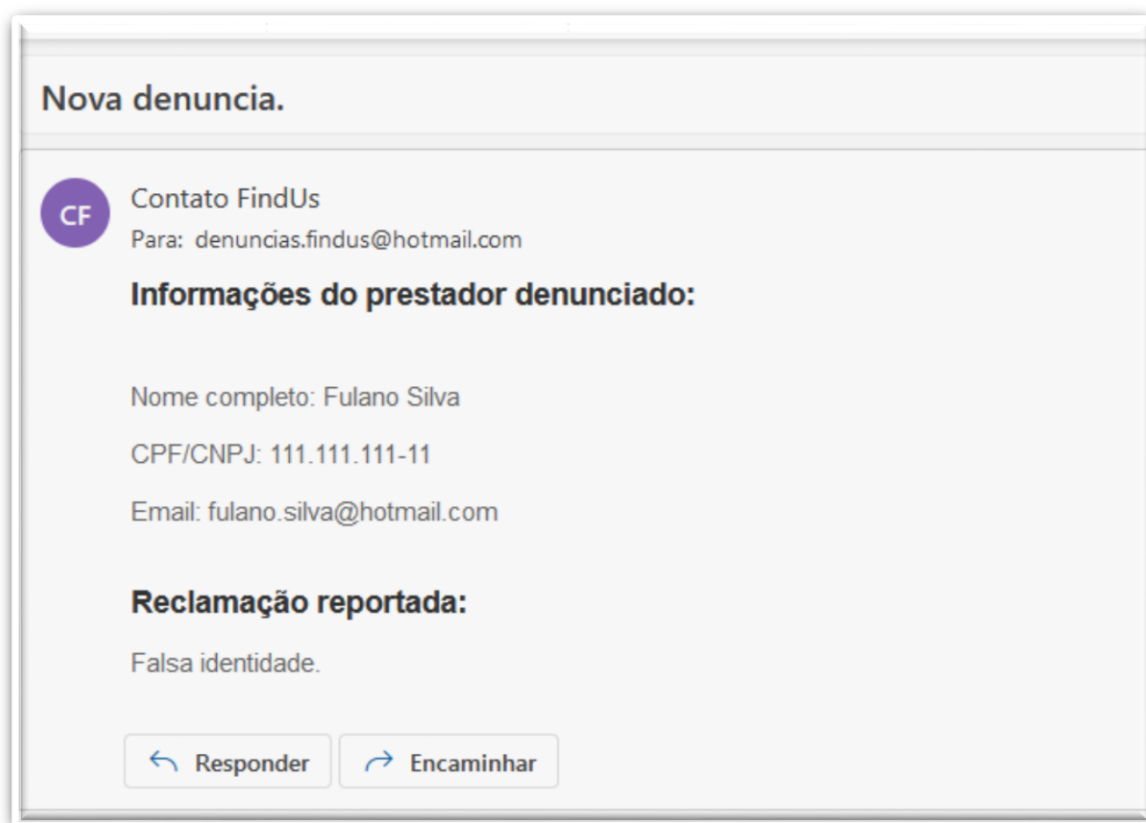 Nova denuncia.
CF
Contato FindUs
Para: denuncias.findus@hotmail.com
Informações do prestador denunciado:
Nome completo: Fulano Silva
CPF/CNPJ: 111.111.111-11
Email: fulano.silva@hotmail.com
Reclamação reportada:
Falsa identidade.
Responder
Encaminhar